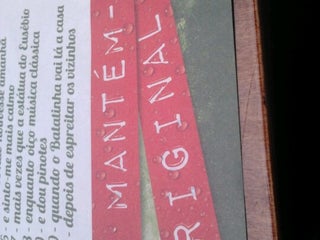 - e sinto-me mais calmo
- mais vezes que a estátua do Eusébio
- enquanto oiço música clássica
- e dou pinotes
- quando o Batatinha vai lá a casa
- depois de espreitar os vizinhos
MANTÉM-
RIGINAL